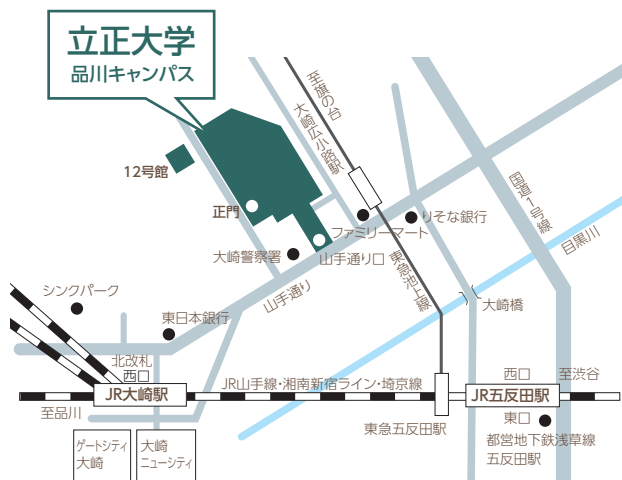 立正大学
品川キャンパス
至旗の台
大崎広小路駅
12号館
正門
国道1号線
りそな銀行
ファミリーマート
目黒川
大崎警察署
山手通り口
東急池上線
シンクパーク
山手通り
大崎橋
東日本銀行
北改札
西口
JR大崎駅
JR山手線・湘南新宿ライン・埼京線
西口
至渋谷
JR五反田駅
至品川
東急五反田駅
東口
都営地下鉄浅草線
五反田駅
ゲートシティ
大崎
大崎
ニューシティ